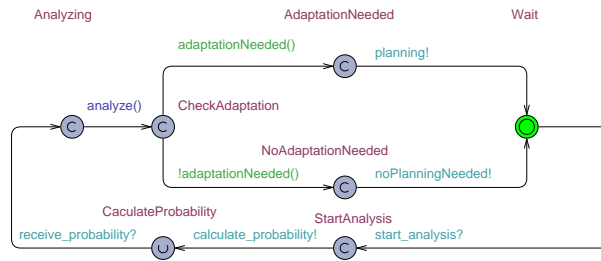 Analyzing
AdaptationNeeded
Wait
adaptationNeeded()
planning!
analyze()
CheckAdaptation
C
C
C
NoAdaptationNeeded
!adaptationNeeded()
noPlanningNeeded!
C
CaculateProbability
StartAnalysis
receive_probability?
calculate_probability!
start_analysis?
U
C